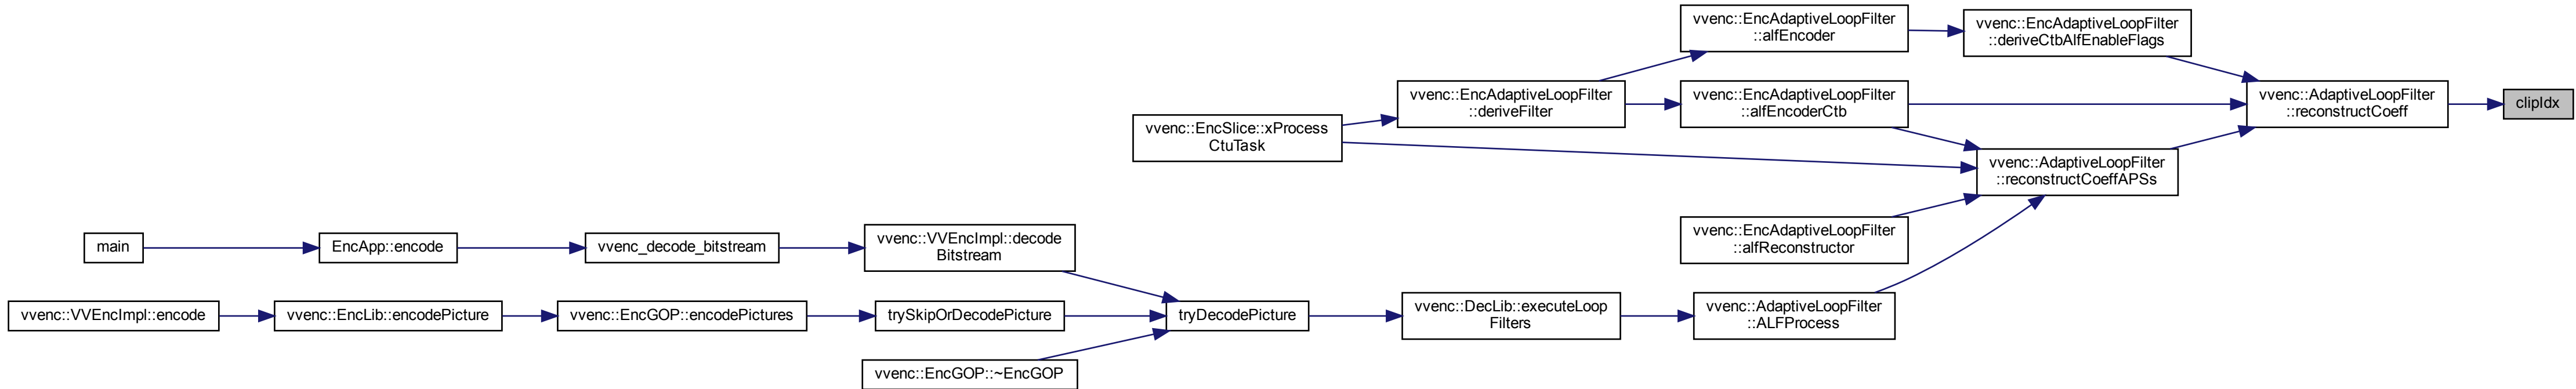 vvenc::EncAdaptiveLoopFilter
::alfEncoder
vvenc::EncAdaptiveLoopFilter
::deriveCtbAlfEnableFlags
vvenc::EncSlice::xProcess
CtuTask
vvenc::EncAdaptiveLoopFilter
::deriveFilter
vvenc::EncAdaptiveLoopFilter
::alfEncoderCtb
vvenc::AdaptiveLoopFilter
::reconstructCoeff
clipIdx
vvenc::AdaptiveLoopFilter
::reconstructCoeffAPSs
vvenc::EncAdaptiveLoopFilter
::alfReconstructor
main
EncApp::encode
vvenc_decode_bitstream
vvenc::VVEncImpl::decode
Bitstream
vvenc::VVEncImpl::encode
vvenc::EncLib::encodePicture
vvenc::EncGOP::encodePictures
trySkipOrDecodePicture
tryDecodePicture
vvenc::DecLib::executeLoop
Filters
vvenc::AdaptiveLoopFilter
::ALFProcess
vvenc::EncGOP::~EncGOP